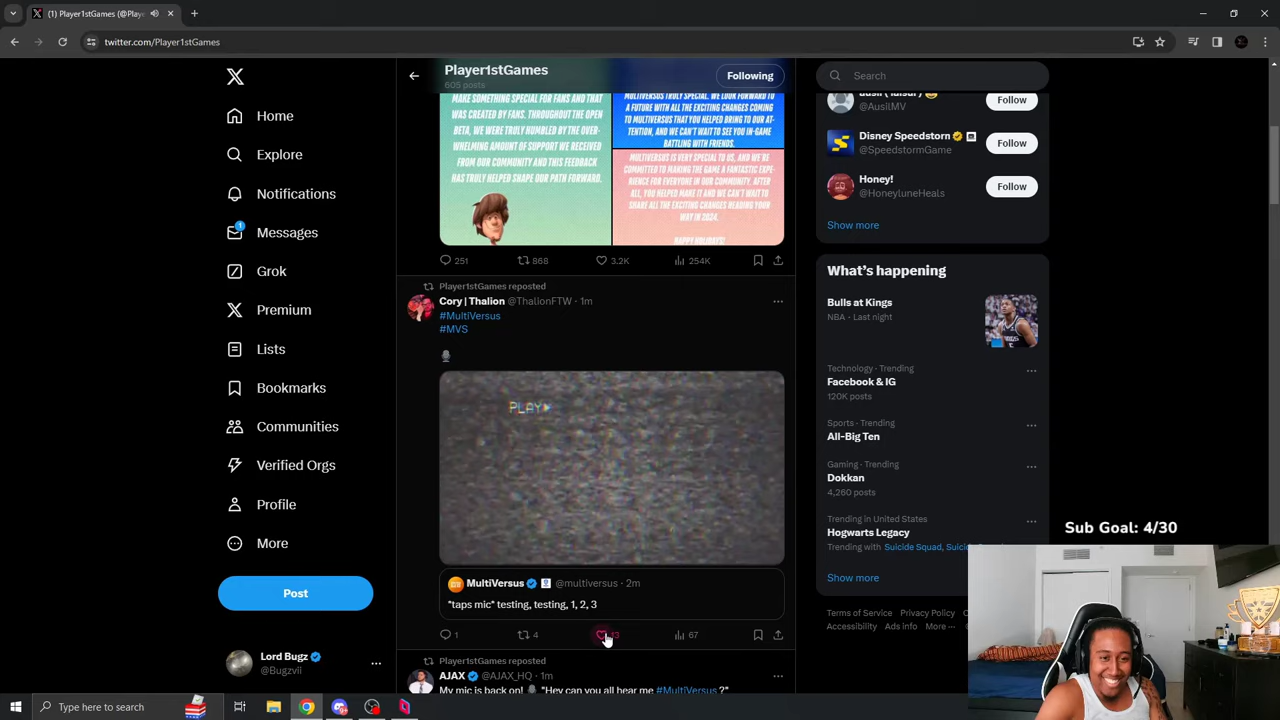 (1) Player1stGames (@Playe
twitter.com/Player1stGames
Home
Explore
Notifications
1
Messages
Grok
Premium
Lists
Bookmarks
Communities
Verified Orgs
Profile
More
Post
Lord Bugz
@Bugzvii
Player1stGames
605 posts
Following
MAKE SOMETHING SPECIAL FOR FANS AND THAT
WAS CREATED BY FANS. THROUGHOUT THE OPEN
BETA, WE WERE TRULY HUMBLED BY THE OVER-
WHELMING AMOUNT OF SUPPORT WE RECEIVED
FROM OUR COMMUNITY AND THIS FEEDBACK
HAS TRULY HELPED SHAPE OUR PATH FORWARD.
MULTIVERSUS TRULY SPECIAL. WE LOOK FORWARD TO
A FUTURE WITH ALL THE EXCITING CHANGES COMING
TO MULTIVERSUS THAT YOU HELPED BRING TO OUR AT-
TENTION, AND WE CAN'T WAIT TO SEE YOU IN-GAME
BATTLING WITH FRIENDS.
MULTIVERSUS IS VERY SPECIAL TO US, AND WE'RE
COMMITTED TO MAKING THE GAME A FANTASTIC EXPE-
RIENCE FOR EVERYONE IN OUR COMMUNITY. AFTER
ALL, YOU HELPED MAKE IT AND WE CAN'T WAIT TO
SHARE ALL THE EXCITING CHANGES HEADING YOUR
WAY IN 2024.
HAPPY HOLIDAYS!
251 868 3.2K 254K
Player1stGames reposted
Cory | Thalion @ThalionFTW · 1m
#MultiVersus
#MVS
PLAY
MultiVersus @multiversus · 2m
*taps mic* testing, testing, 1, 2, 3
1 4 13 67
Player1stGames reposted
AJAX @AJAX_HQ · 1m
My mic is back on! "Hey can you all hear me #MultiVersus ?"
Search
@AusilMV
Follow
Disney Speedstorm
@SpeedstormGame
Follow
Honey!
@HoneyluneHeals
Follow
Show more
What's happening
Bulls at Kings
NBA · Last night
Technology · Trending
Facebook & IG
120K posts
Sports · Trending
All-Big Ten
Gaming · Trending
Dokkan
4,260 posts
Trending in United States
Hogwarts Legacy
Trending with Suicide Squad, Suici
Show more
Terms of Service Privacy Policy
Accessibility Ads info More
Sub Goal: 4/30
Type here to search